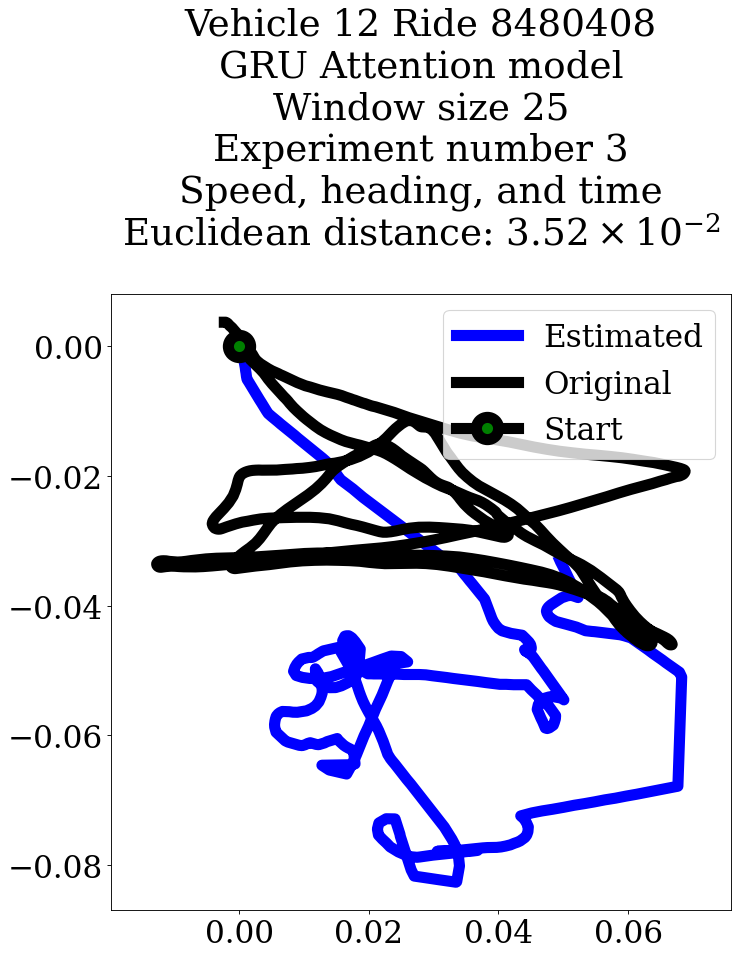 Vehicle 12 Ride 8480408
GRU Attention model
Window size 25
Experiment number 3
Speed, heading, and time
Euclidean distance: 3.52 × 10⁻²
Estimated
Original
Start
0.00
−0.02
−0.04
−0.06
−0.08
0.00 0.02 0.04 0.06